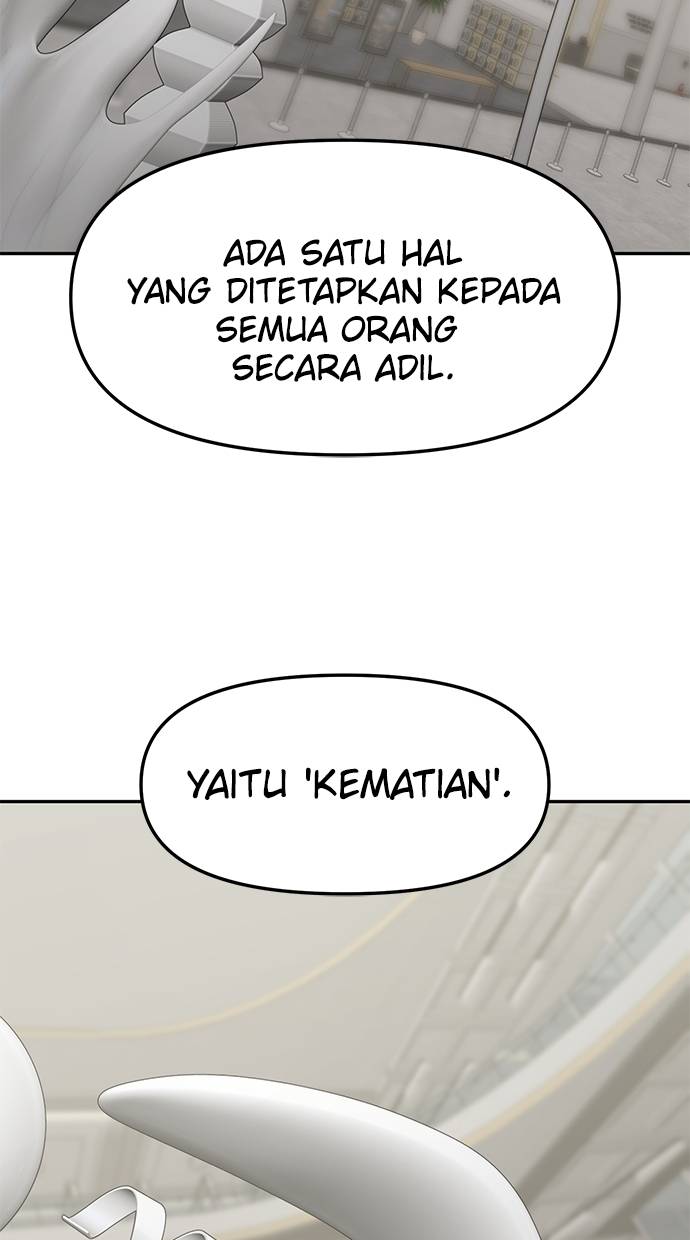 ADA SATU HAL
YANG DITETAPKAN KEPADA
SEMUA ORANG
SECARA ADIL.
YAITU 'KEMATIAN'.